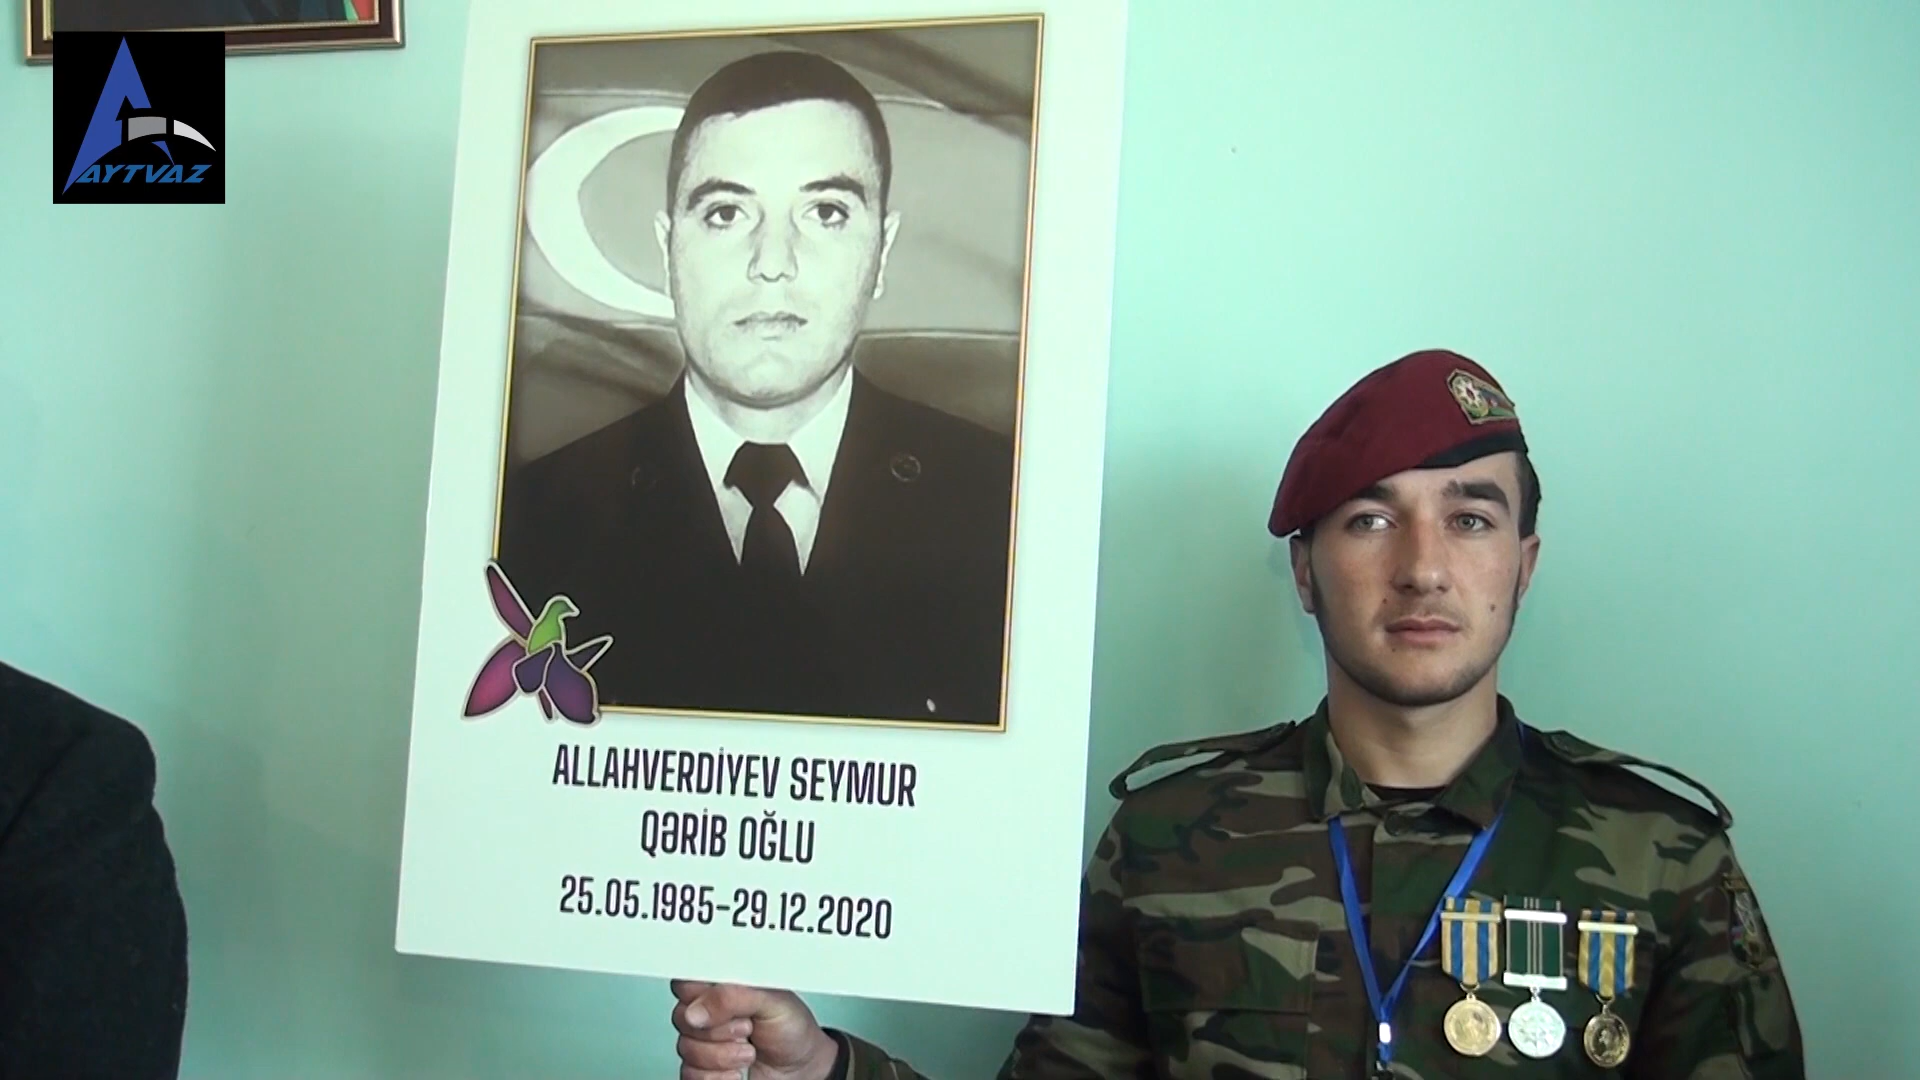 AYTVAZ
ALLAHVERDİYEV SEYMUR
QƏRİB OĞLU
25.05.1985-29.12.2020